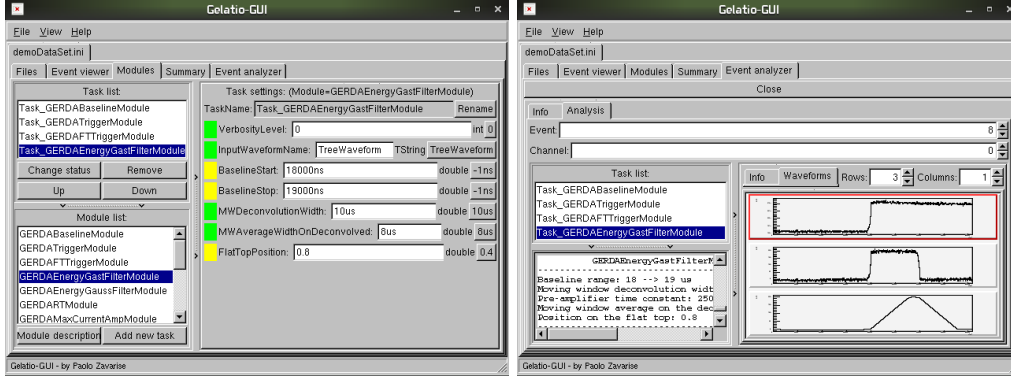 Gelatio-GUI
File View Help
demoDataSet.ini
Files Event viewer Modules Summary Event analyzer
Task list:
Task_GERDABaselineModule
Task_GERDATriggerModule
Task_GERDAFTTriggerModule
Task_GERDAEnergyGastFilterModule
Change status Remove
Up Down
Module list:
GERDABaselineModule
GERDATriggerModule
GERDAFTTriggerModule
GERDAEnergyGastFilterModule
GERDAEnergyGaussFilterModule
GERDARTModule
GERDAMaxCurrentAmpModule
Module description Add new task
Task settings: (Module=GERDAEnergyGastFilterModule)
TaskName: Task_GERDAEnergyGastFilterModule Rename
VerbosityLevel: 0 int 0
InputWaveformName: TreeWaveform TString TreeWaveform
BaselineStart: 18000ns double -1ns
BaselineStop: 19000ns double -1ns
MWDeconvolutionWidth: 10us double 10us
MWAverageWidthOnDeconvolved: 8us double 8us
FlatTopPosition: 0.8 double 0.4
Gelatio-GUI - by Paolo Zavarise
Gelatio-GUI
File View Help
demoDataSet.ini
Files Event viewer Modules Summary Event analyzer
Close
Info Analysis
Event: 8
Channel: 0
Task list:
Task_GERDABaselineModule
Task_GERDATriggerModule
Task_GERDAFTTriggerModule
Task_GERDAEnergyGastFilterModule
GERDAEnergyGastFilterM
Baseline range: 18 --> 19 us
Moving window deconvolution widt
Pre-amplifier time constant: 250
Moving window average on the dec
Position on the flat top: 0.8
Info Waveforms Rows: 3 Columns: 1
Gelatio-GUI - by Paolo Zavarise